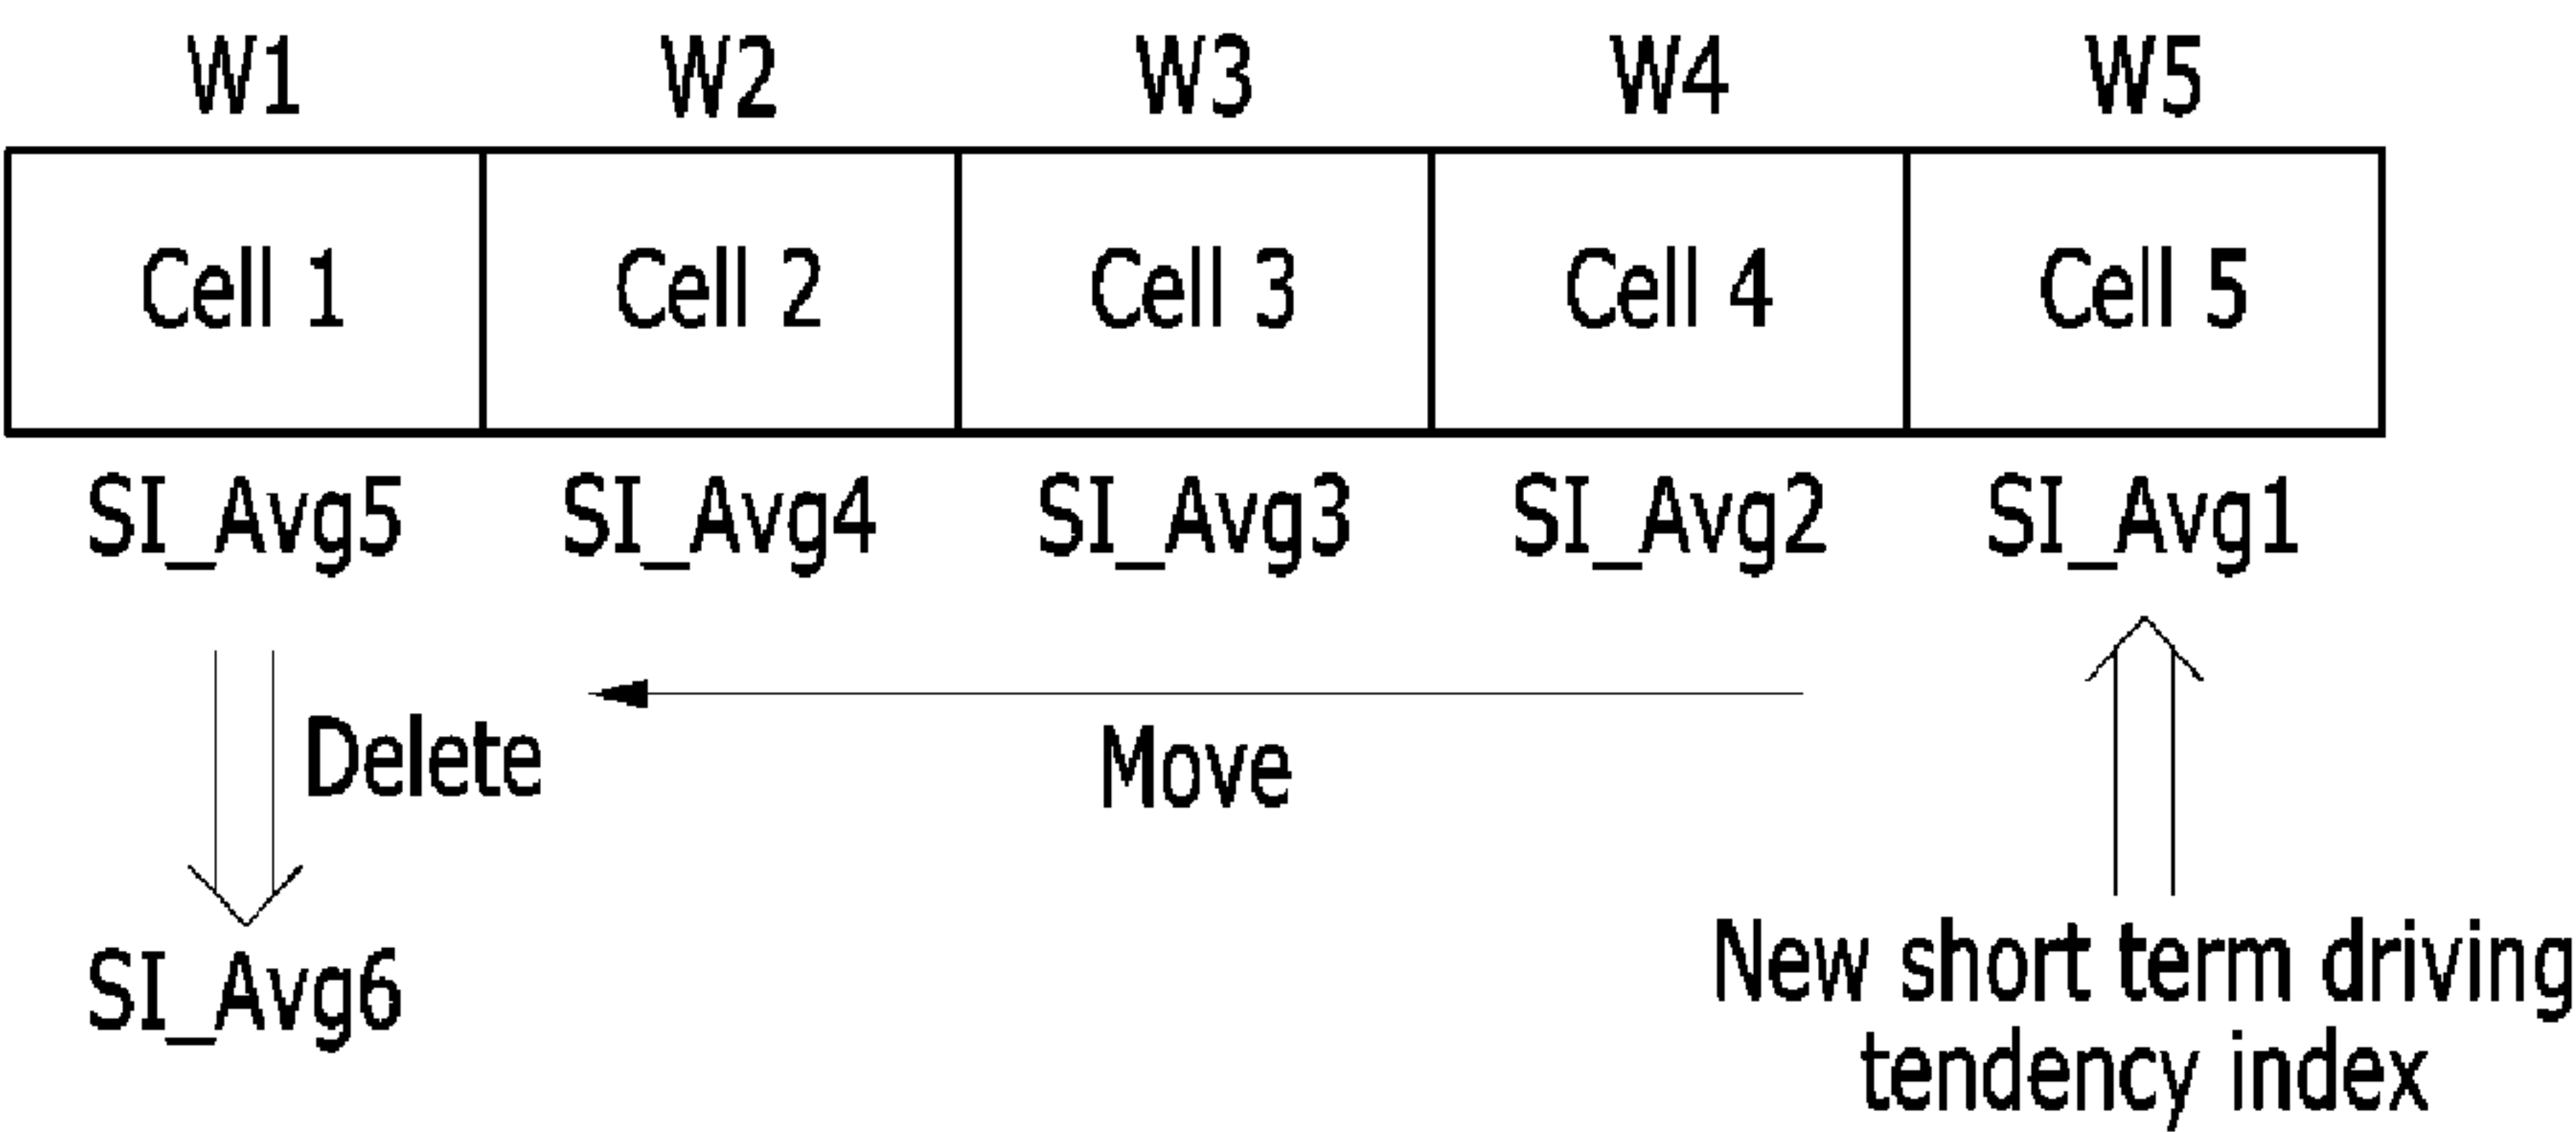 W1 W2 W3 W4 W5
Cell 1 Cell 2 Cell 3 Cell 4 Cell 5
SI_Avg5 SI_Avg4 SI_Avg3 SI_Avg2 SI_Avg1
Delete
Move
SI_Avg6
New short term driving
tendency index